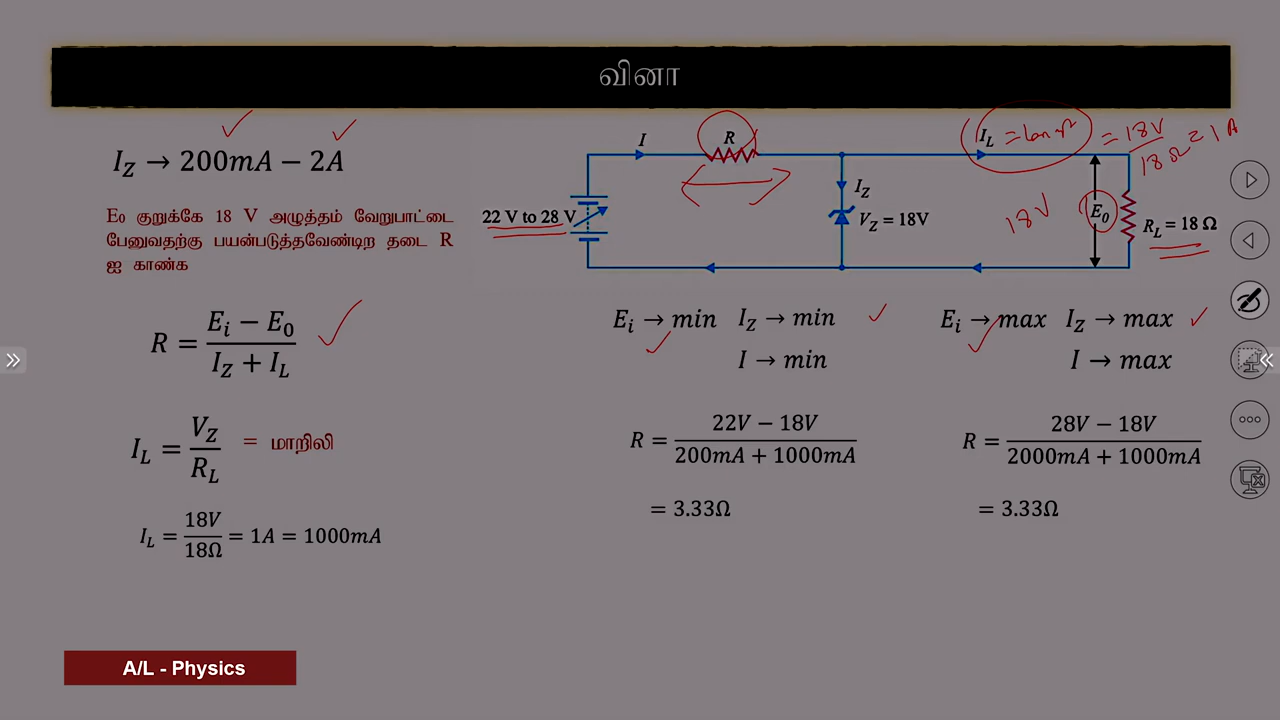 வினா
I_Z → 200mA − 2A
E₀ குறுக்கே 18 V அழுத்தம் வேறுபாட்டை
பேனுவதற்கு பயன்படுத்தவேண்டிற தடை R
ஐ காண்க
R = (E_i − E_0) / (I_Z + I_L)
I_L = V_Z / R_L = மாறிலி
I_L = 18V / 18Ω = 1A = 1000mA
I
R
I_L = = 18V / 18Ω = 1A
22 V to 28 V
I_Z
V_Z = 18V
18V
E_0
R_L = 18 Ω
E_i → min I_Z → min
I → min
R = (22V − 18V) / (200mA + 1000mA)
= 3.33Ω
E_i → max I_Z → max
I → max
R = (28V − 18V) / (2000mA + 1000mA)
= 3.33Ω
A/L - Physics